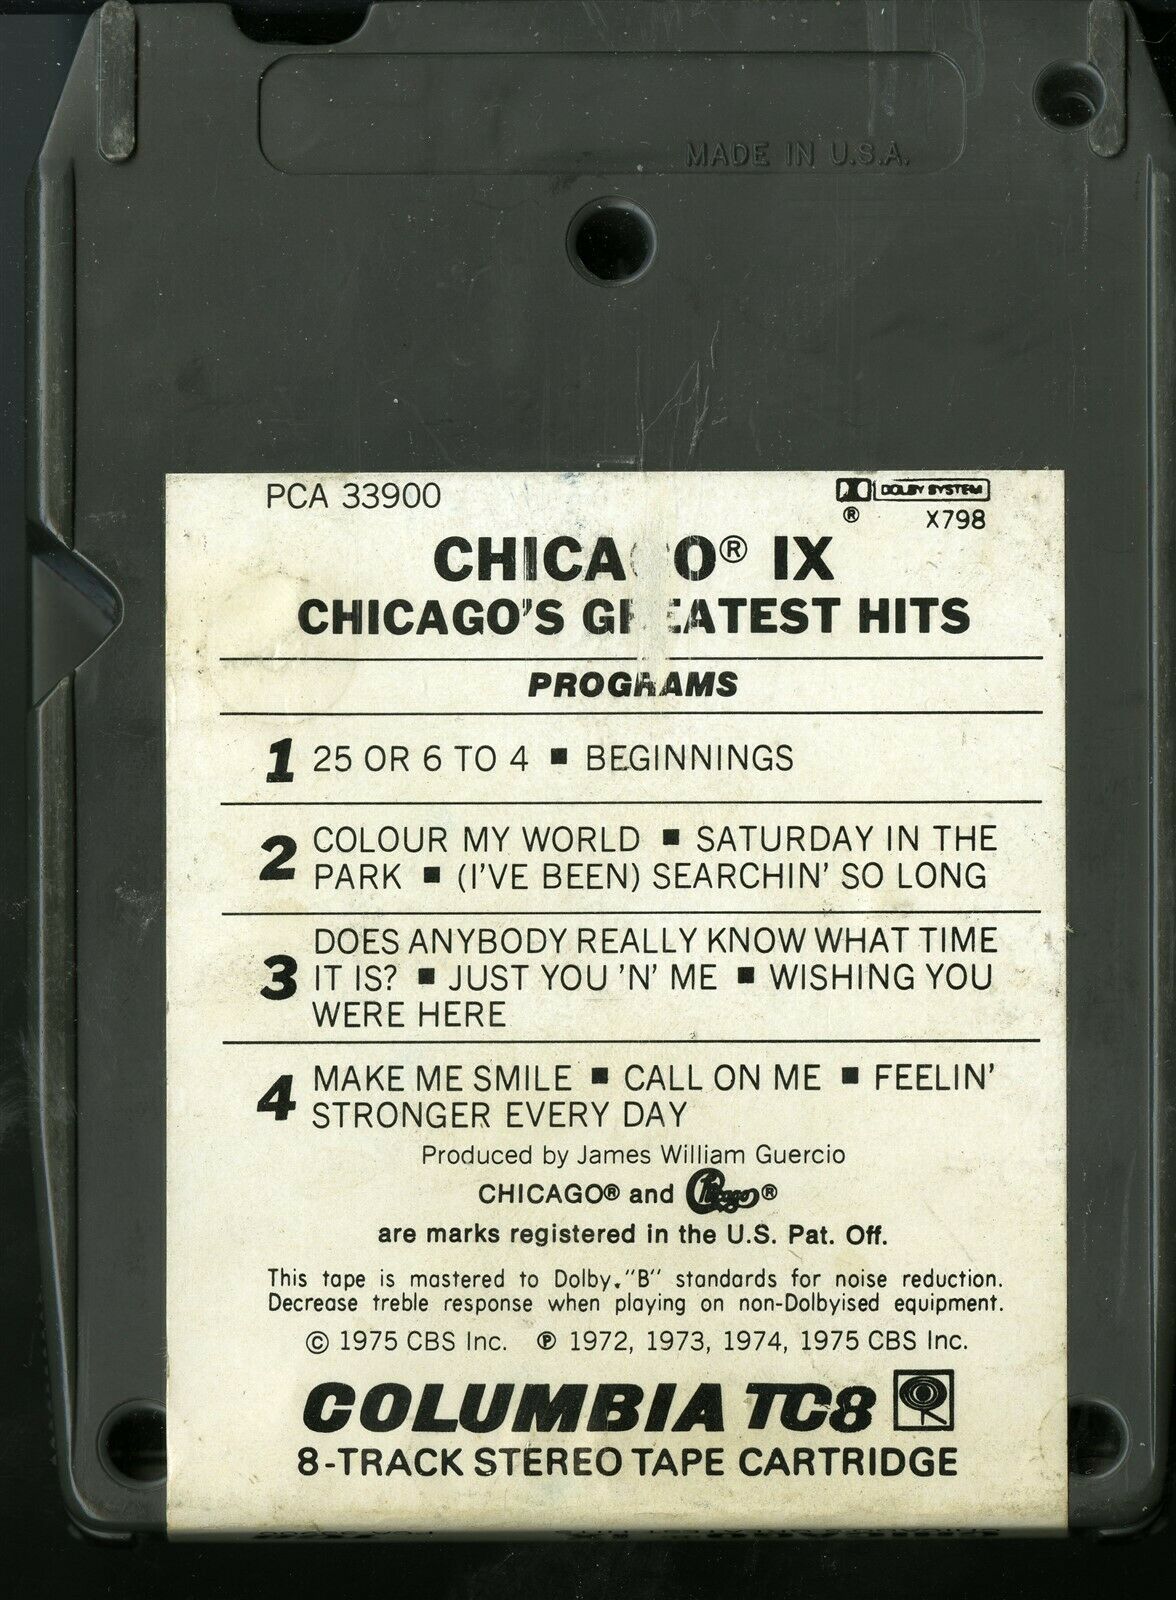 MADE IN U.S.A.
PCA 33900
DOLBY SYSTEM
® X798
CHICAGO® IX
CHICAGO'S GREATEST HITS
PROGRAMS
1 25 OR 6 TO 4 ■ BEGINNINGS
2 COLOUR MY WORLD ■ SATURDAY IN THE
PARK ■ (I'VE BEEN) SEARCHIN' SO LONG
3 DOES ANYBODY REALLY KNOW WHAT TIME
IT IS? ■ JUST YOU 'N' ME ■ WISHING YOU
WERE HERE
4 MAKE ME SMILE ■ CALL ON ME ■ FEELIN'
STRONGER EVERY DAY
Produced by James William Guercio
CHICAGO® and Chicago®
are marks registered in the U.S. Pat. Off.
This tape is mastered to Dolby. "B" standards for noise reduction.
Decrease treble response when playing on non-Dolbyised equipment.
© 1975 CBS Inc. ℗ 1972, 1973, 1974, 1975 CBS Inc.
COLUMBIA TC8
8-TRACK STEREO TAPE CARTRIDGE